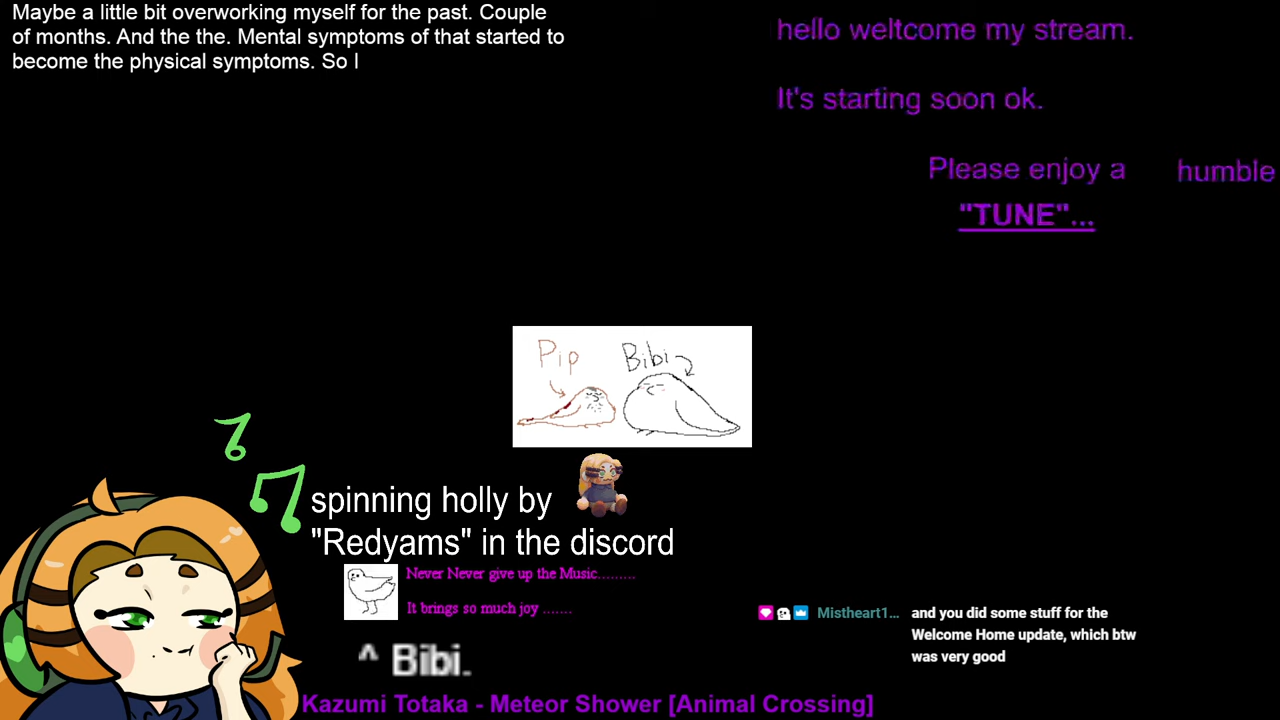 Maybe a little bit overworking myself for the past. Couple
of months. And the the. Mental symptoms of that started to
become the physical symptoms. So I
hello weltcome my stream.
It's starting soon ok.
Please enjoy a humble
"TUNE"...
Pip
Bibi
spinning holly by
"Redyams" in the discord
Never Never give up the Music.........
It brings so much joy .......
^ Bibi.
Mistheart1... and you did some stuff for the
Welcome Home update, which btw
was very good
Kazumi Totaka - Meteor Shower [Animal Crossing]